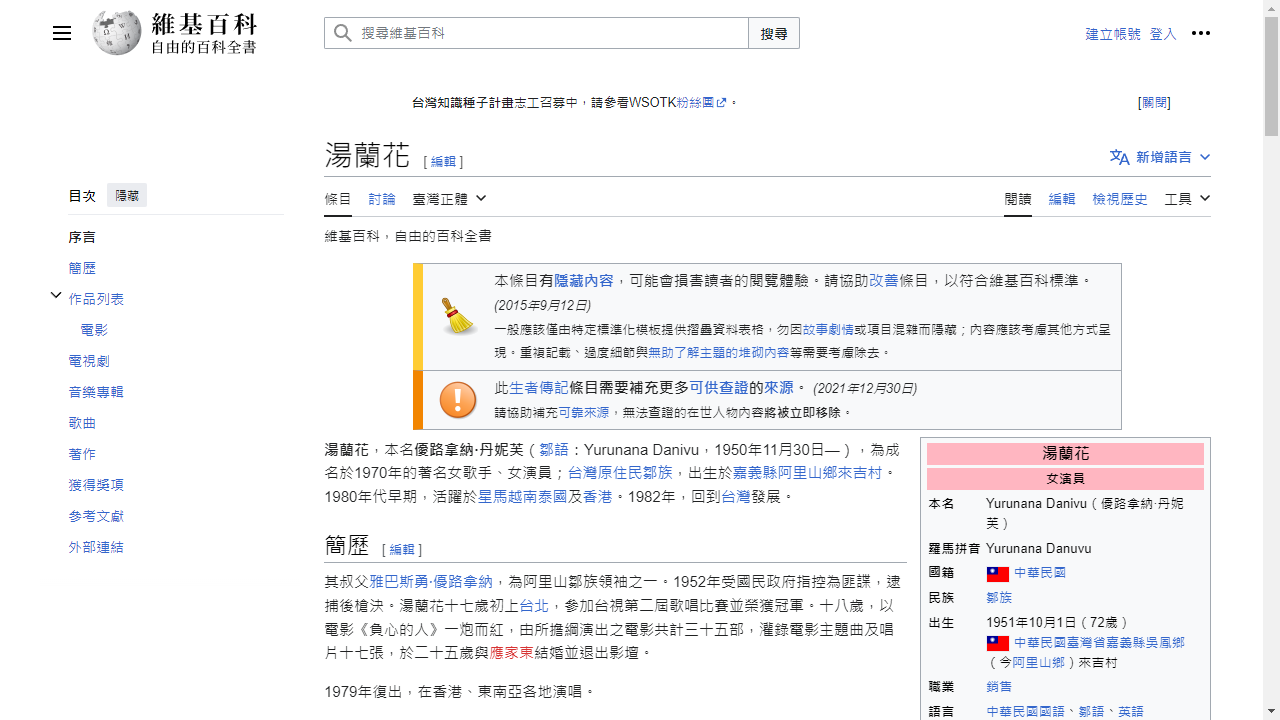 維基百科
自由的百科全書
搜尋維基百科
搜尋
建立帳號 登入
台灣知識種子計畫志工召募中，請參看WSOTK粉絲團。
[關閉]
湯蘭花 [ 編輯 ]
新增語言
目次 隱藏
序言
簡歷
作品列表
電影
電視劇
音樂專輯
歌曲
著作
獲得獎項
參考文獻
外部連結
條目 討論 臺灣正體
閱讀 編輯 檢視歷史 工具
維基百科，自由的百科全書
本條目有隱藏內容，可能會損害讀者的閱覽體驗。請協助改善條目，以符合維基百科標準。
(2015年9月12日)
一般應該僅由特定標準化模板提供摺疊資料表格，勿因故事劇情或項目混雜而隱藏；內容應該考慮其他方式呈
現。重複記載、過度細節與無助了解主題的堆砌內容等需要考慮除去。
此生者傳記條目需要補充更多可供查證的來源。 (2021年12月30日)
請協助補充可靠來源，無法查證的在世人物內容將被立即移除。
湯蘭花，本名優路拿納·丹妮芙（鄒語：Yurunana Danivu，1950年11月30日—），為成
名於1970年的著名女歌手、女演員；台灣原住民鄒族，出生於嘉義縣阿里山鄉來吉村。
1980年代早期，活躍於星馬越南泰國及香港。1982年，回到台灣發展。
簡歷 [ 編輯 ]
其叔父雅巴斯勇·優路拿納，為阿里山鄒族領袖之一。1952年受國民政府指控為匪諜，逮
捕後槍決。湯蘭花十七歲初上台北，參加台視第二屆歌唱比賽並榮獲冠軍。十八歲，以
電影《負心的人》一炮而紅，由所擔綱演出之電影共計三十五部，灌錄電影主題曲及唱
片十七張，於二十五歲與應家東結婚並退出影壇。
1979年復出，在香港、東南亞各地演唱。
湯蘭花
女演員
本名 Yurunana Danivu（優路拿納·丹妮
芙）
羅馬拼音 Yurunana Danuvu
國籍 中華民國
民族 鄒族
出生 1951年10月1日（72歲）
中華民國臺灣省嘉義縣吳鳳鄉
（今阿里山鄉）來吉村
職業 銷售
語言 中華民國國語、鄒語、英語